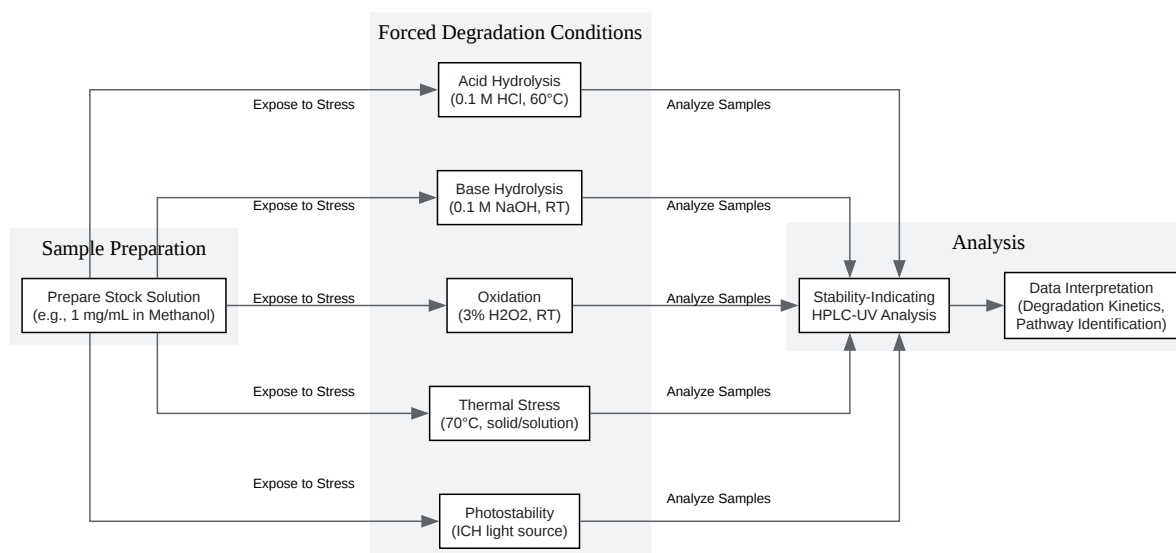 Forced Degradation Conditions
Acid Hydrolysis
(0.1 M HCl, 60°C)
Expose to Stress
Analyze Samples
Base Hydrolysis
(0.1 M NaOH, RT)
Expose to Stress
Analyze Samples
Sample Preparation
Analysis
Prepare Stock Solution
(e.g., 1 mg/mL in Methanol)
Expose to Stress
Oxidation
(3% H2O2, RT)
Analyze Samples
Stability-Indicating
HPLC-UV Analysis
Data Interpretation
(Degradation Kinetics,
Pathway Identification)
Expose to Stress
Thermal Stress
(70°C, solid/solution)
Analyze Samples
Expose to Stress
Photostability
(ICH light source)
Analyze Samples